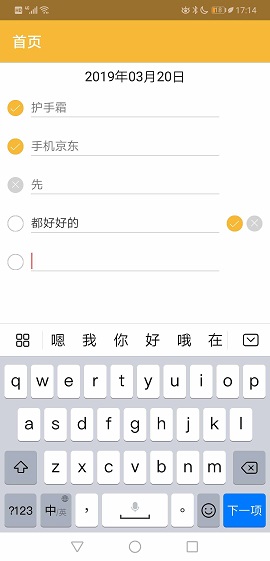 17:14
首页
2019年03月20日
护手霜
手机京东
先
都好好的
嗯 我 你 好 哦 在
q w e r t y u i o p
a s d f g h j k l
z x c v b n m
?123 中/英 , 。 下一项